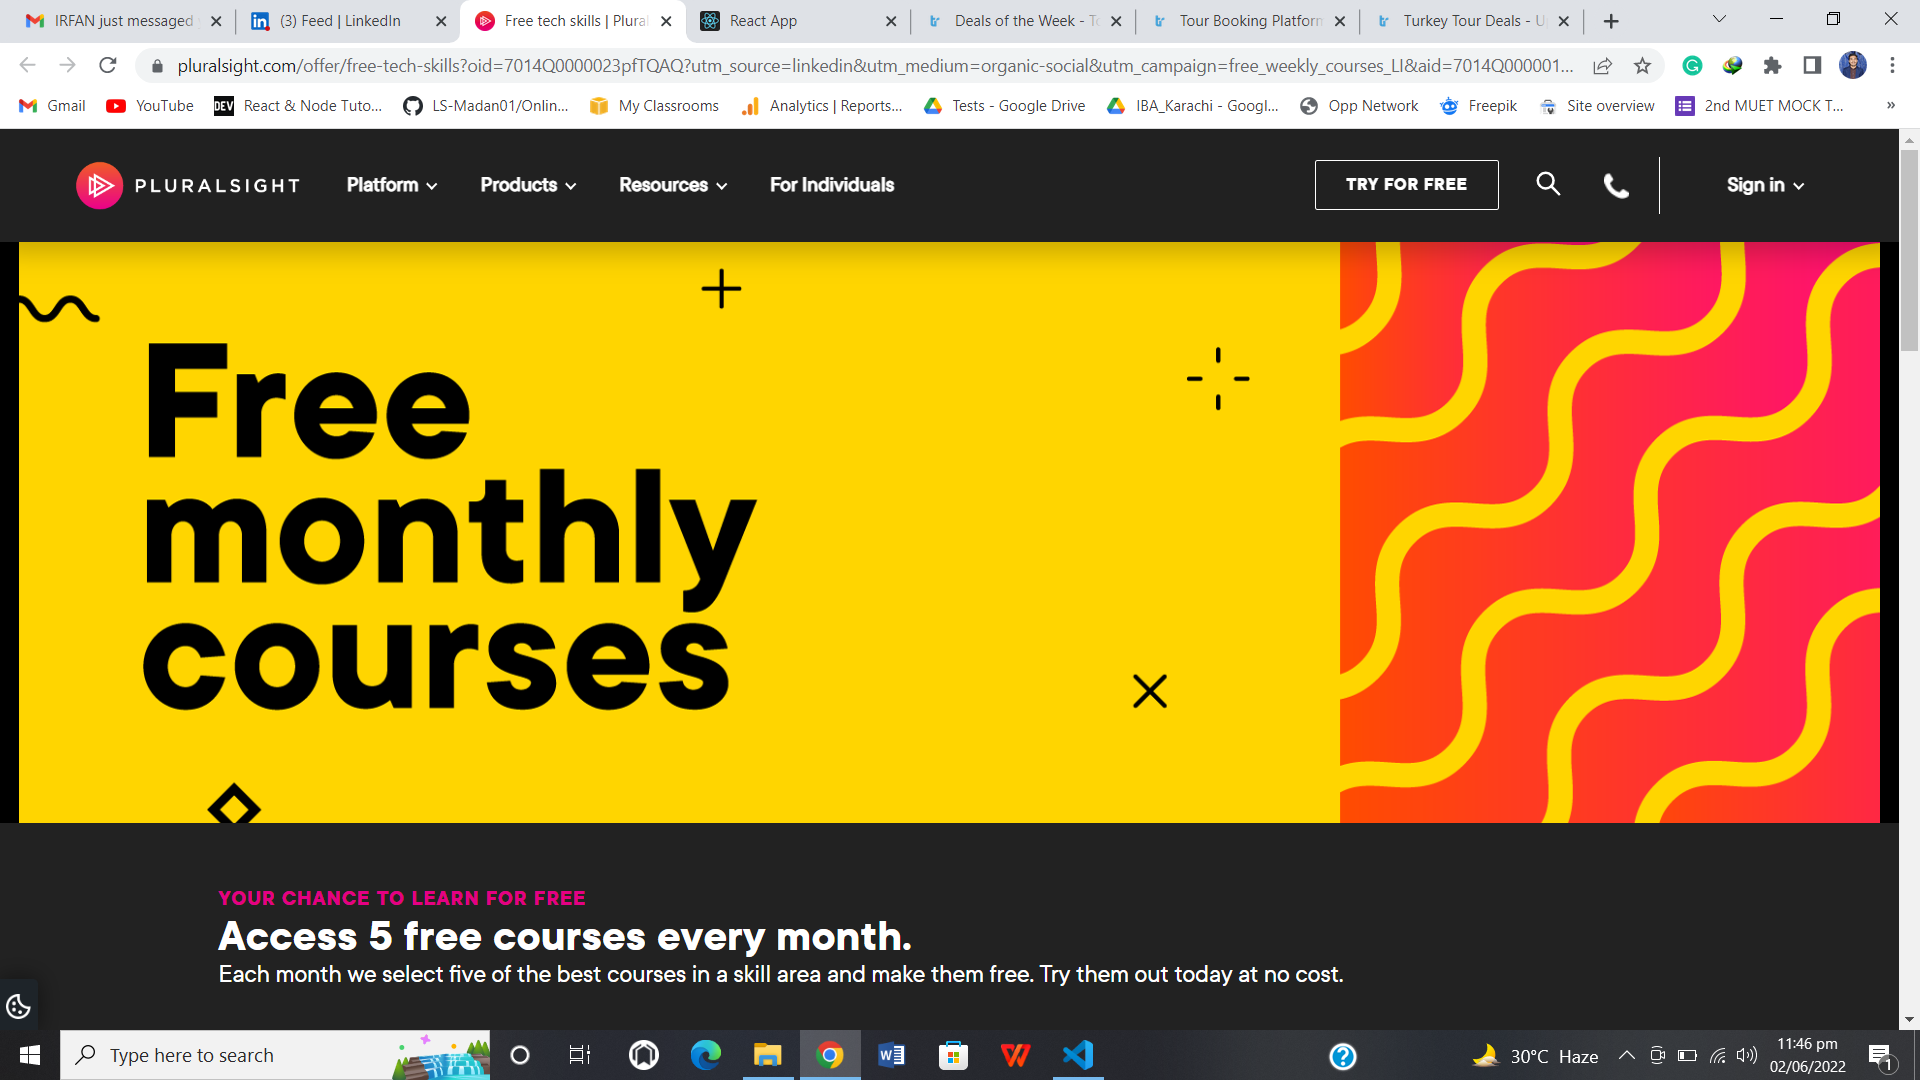 IRFAN just messaged
(3) Feed | LinkedIn
Free tech skills | Plural
React App
Deals of the Week - To
Tour Booking Platform
Turkey Tour Deals - U
pluralsight.com/offer/free-tech-skills?oid=7014Q0000023pfTQAQ?utm_source=linkedin&utm_medium=organic-social&utm_campaign=free_weekly_courses_LI&aid=7014Q000001...
Gmail
YouTube
DEV
React & Node Tuto...
LS-Madan01/Onlin...
My Classrooms
Analytics | Reports...
Tests - Google Drive
IBA_Karachi - Googl...
Opp Network
Freepik
Site overview
2nd MUET MOCK T...
»
PLURALSIGHT
Platform
Products
Resources
For Individuals
TRY FOR FREE
Sign in
Free
monthly
courses
YOUR CHANCE TO LEARN FOR FREE
Access 5 free courses every month.
Each month we select five of the best courses in a skill area and make them free. Try them out today at no cost.
Type here to search
30°C Haze
11:46 pm
02/06/2022
1